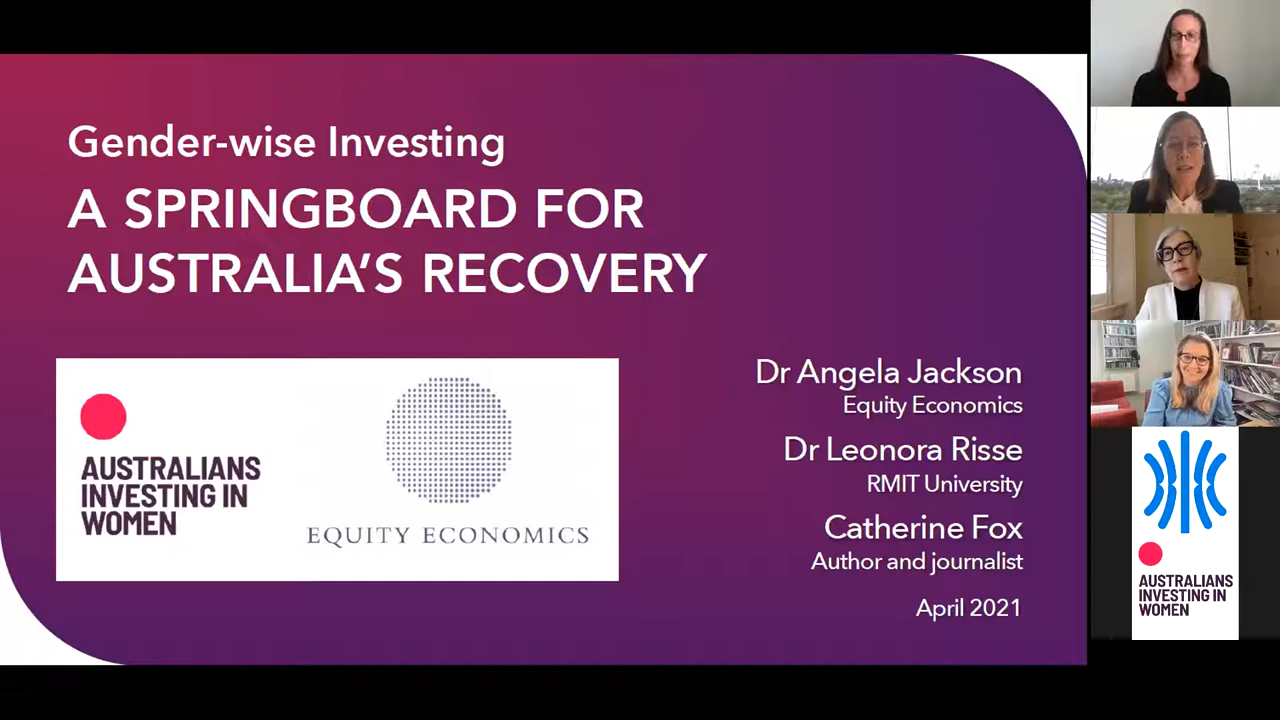 Gender-wise Investing
A SPRINGBOARD FOR
AUSTRALIA'S RECOVERY
AUSTRALIANS
INVESTING IN
WOMEN
EQUITY ECONOMICS
Dr Angela Jackson
Equity Economics
Dr Leonora Risse
RMIT University
Catherine Fox
Author and journalist
April 2021
AUSTRALIANS
INVESTING IN
WOMEN